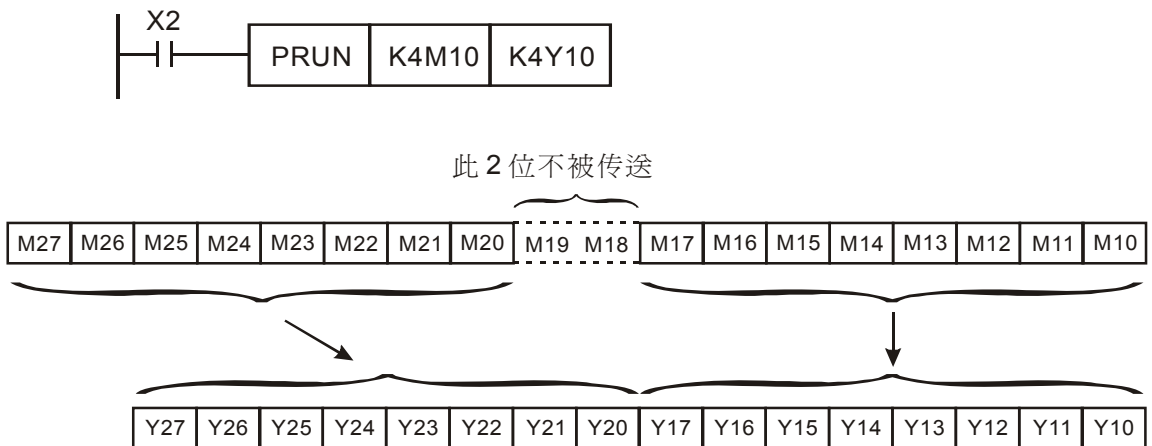 X2
PRUN K4M10 K4Y10
此2位不被传送
M27 M26 M25 M24 M23 M22 M21 M20 M19 M18 M17 M16 M15 M14 M13 M12 M11 M10
Y27 Y26 Y25 Y24 Y23 Y22 Y21 Y20 Y17 Y16 Y15 Y14 Y13 Y12 Y11 Y10